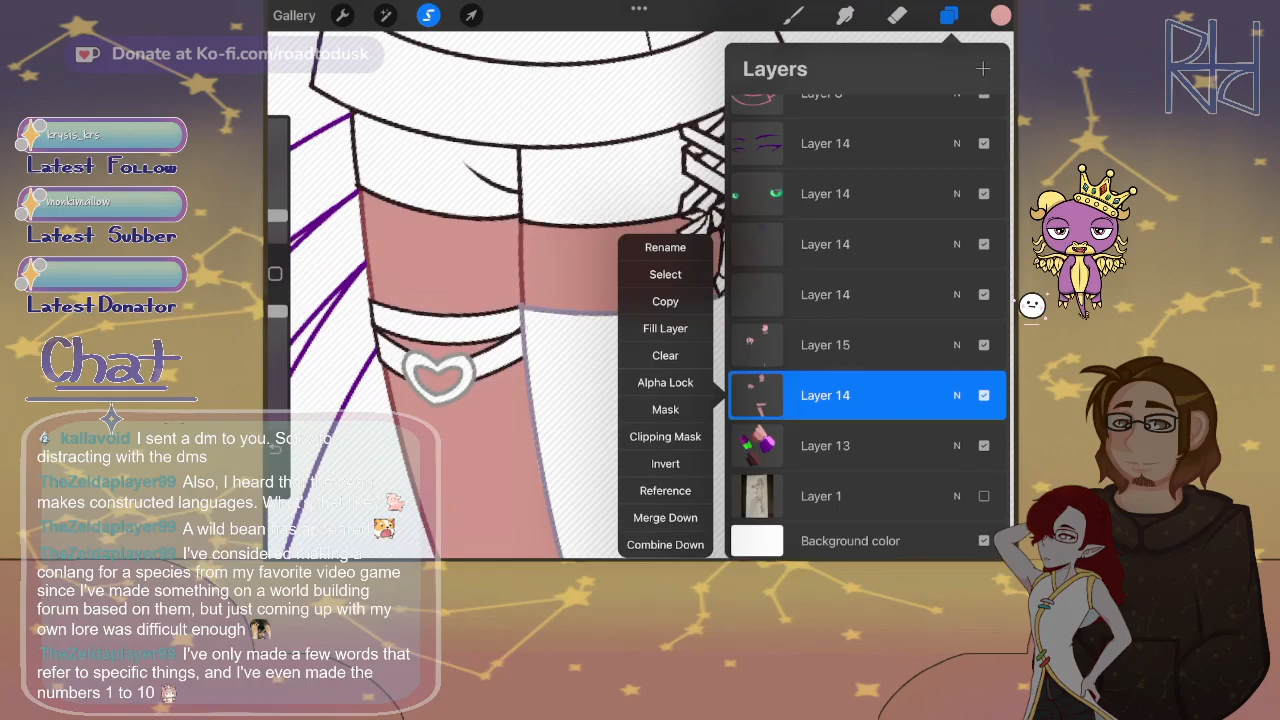 Gallery
Donate at Ko-fi.com/roadtodusk
krysis_krs
Latest Follow
monkimallow
Latest Subber
Latest Donator
Chat
kallavoid I sent a dm to you. for
distracting with the dms
TheZeldaplayer99 Also, I heard
makes constructed languages.
TheZeldaplayer99 A wild bean has appeared
TheZeldaplayer99 I've considered making a
conlang for a species from my favorite video game
since I've made something on a world building
forum based on them, but just coming up with my
own lore was difficult enough
TheZeldaplayer99 I've only made a few words that
refer to specific things, and I've even made the
numbers 1 to 10
Rename
Select
Copy
Fill Layer
Clear
Alpha Lock
Mask
Clipping Mask
Invert
Reference
Merge Down
Combine Down
Layers
Layer 14 N
Layer 14 N
Layer 14 N
Layer 14 N
Layer 15 N
Layer 14 N
Layer 13 N
Layer 1 N
Background color